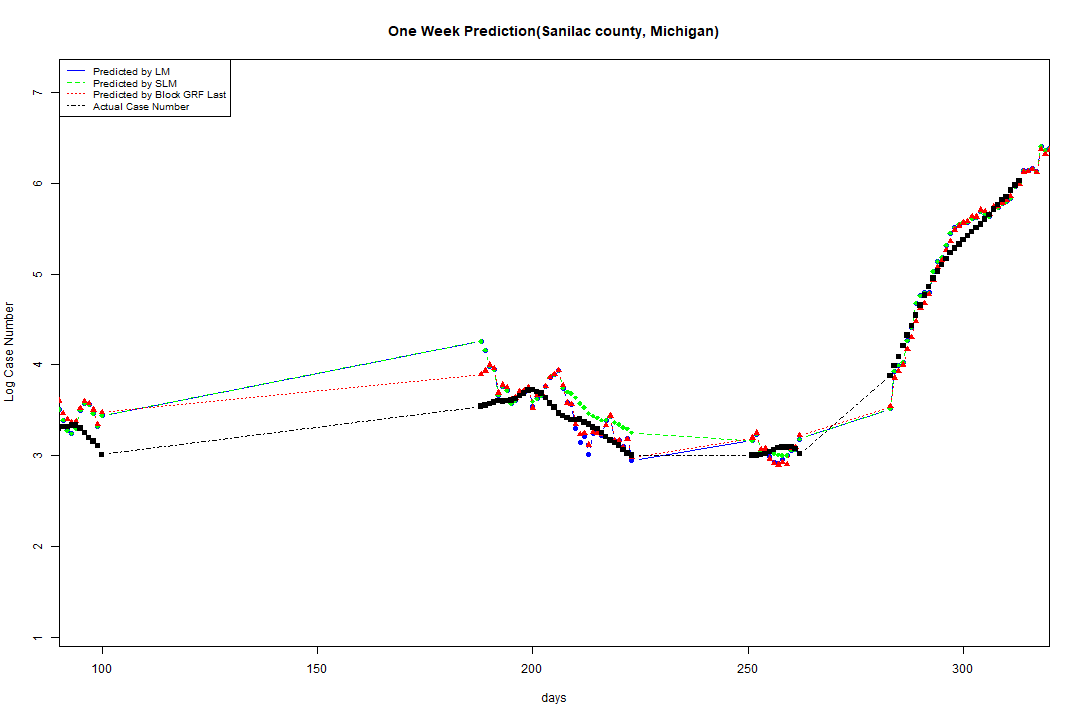 One Week Prediction(Sanilac county, Michigan)
Predicted by LM
Predicted by SLM
Predicted by Block GRF Last
Actual Case Number
7
6
5
4
3
2
1
Log Case Number
100 150 200 250 300
days